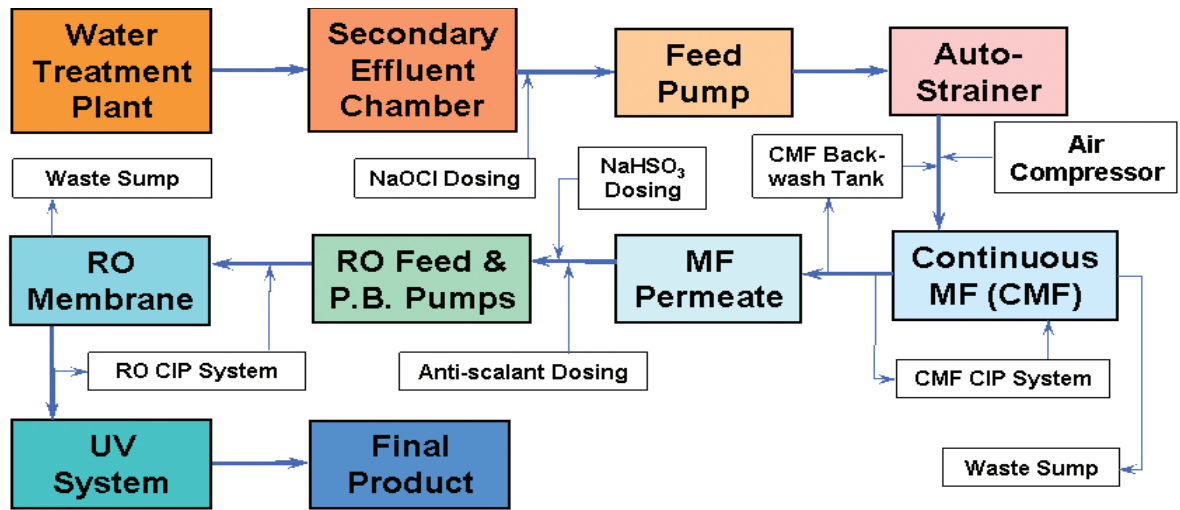 Water
Treatment
Plant
Secondary
Effluent
Chamber
Feed
Pump
Auto-
Strainer
Waste Sump
NaOCl Dosing
NaHSO₃
Dosing
CMF Back-
wash Tank
Air
Compressor
RO
Membrane
RO Feed &
P.B. Pumps
MF
Permeate
Continuous
MF (CMF)
RO CIP System
Anti-scalant Dosing
CMF CIP System
UV
System
Final
Product
Waste Sump